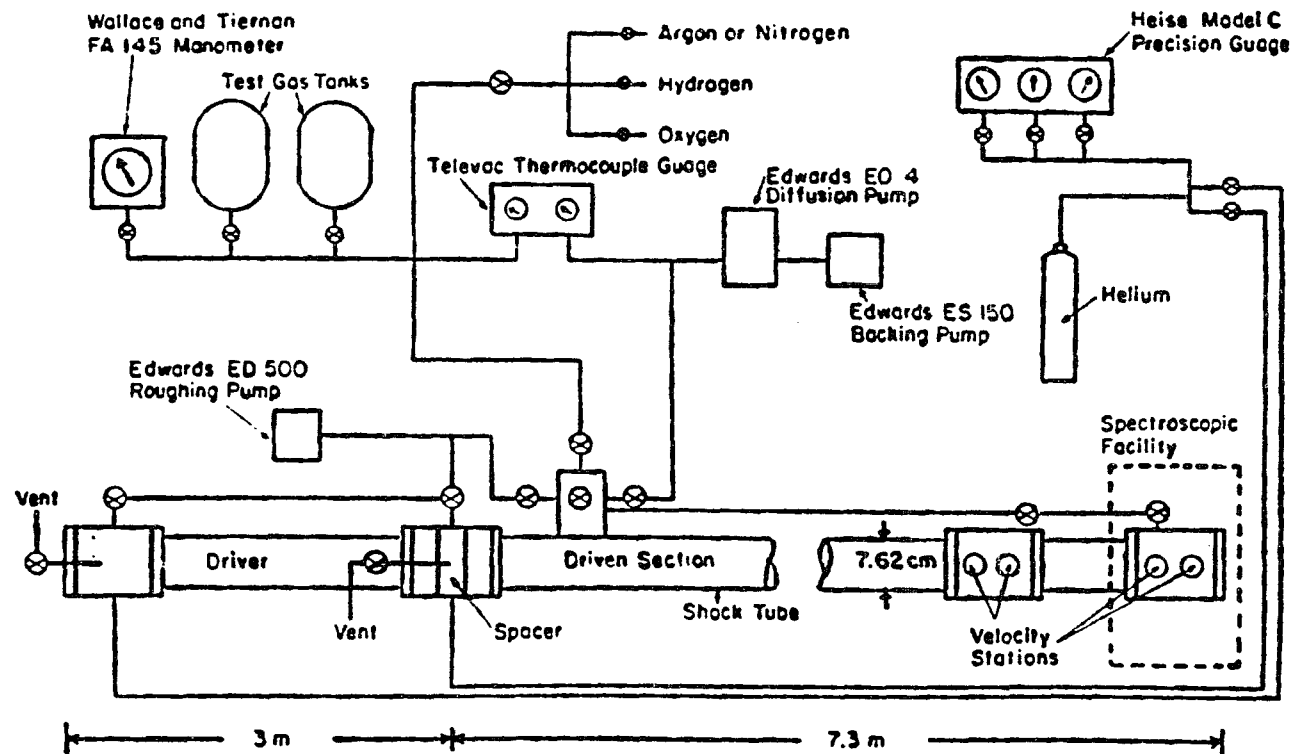 Wallace and Tiernan
FA 145 Manometer
Test Gas Tanks
Argon or Nitrogen
Hydrogen
Oxygen
Heise Model C
Precision Guage
Televac Thermocouple Guage
Edwards EO 4
Diffusion Pump
Edwards ES 150
Backing Pump
Helium
Edwards ED 500
Roughing Pump
Spectroscopic
Facility
Vent
Driver
Driven Section
7.62 cm
Shock Tube
Vent
Spacer
Velocity
Stations
3 m
7.3 m